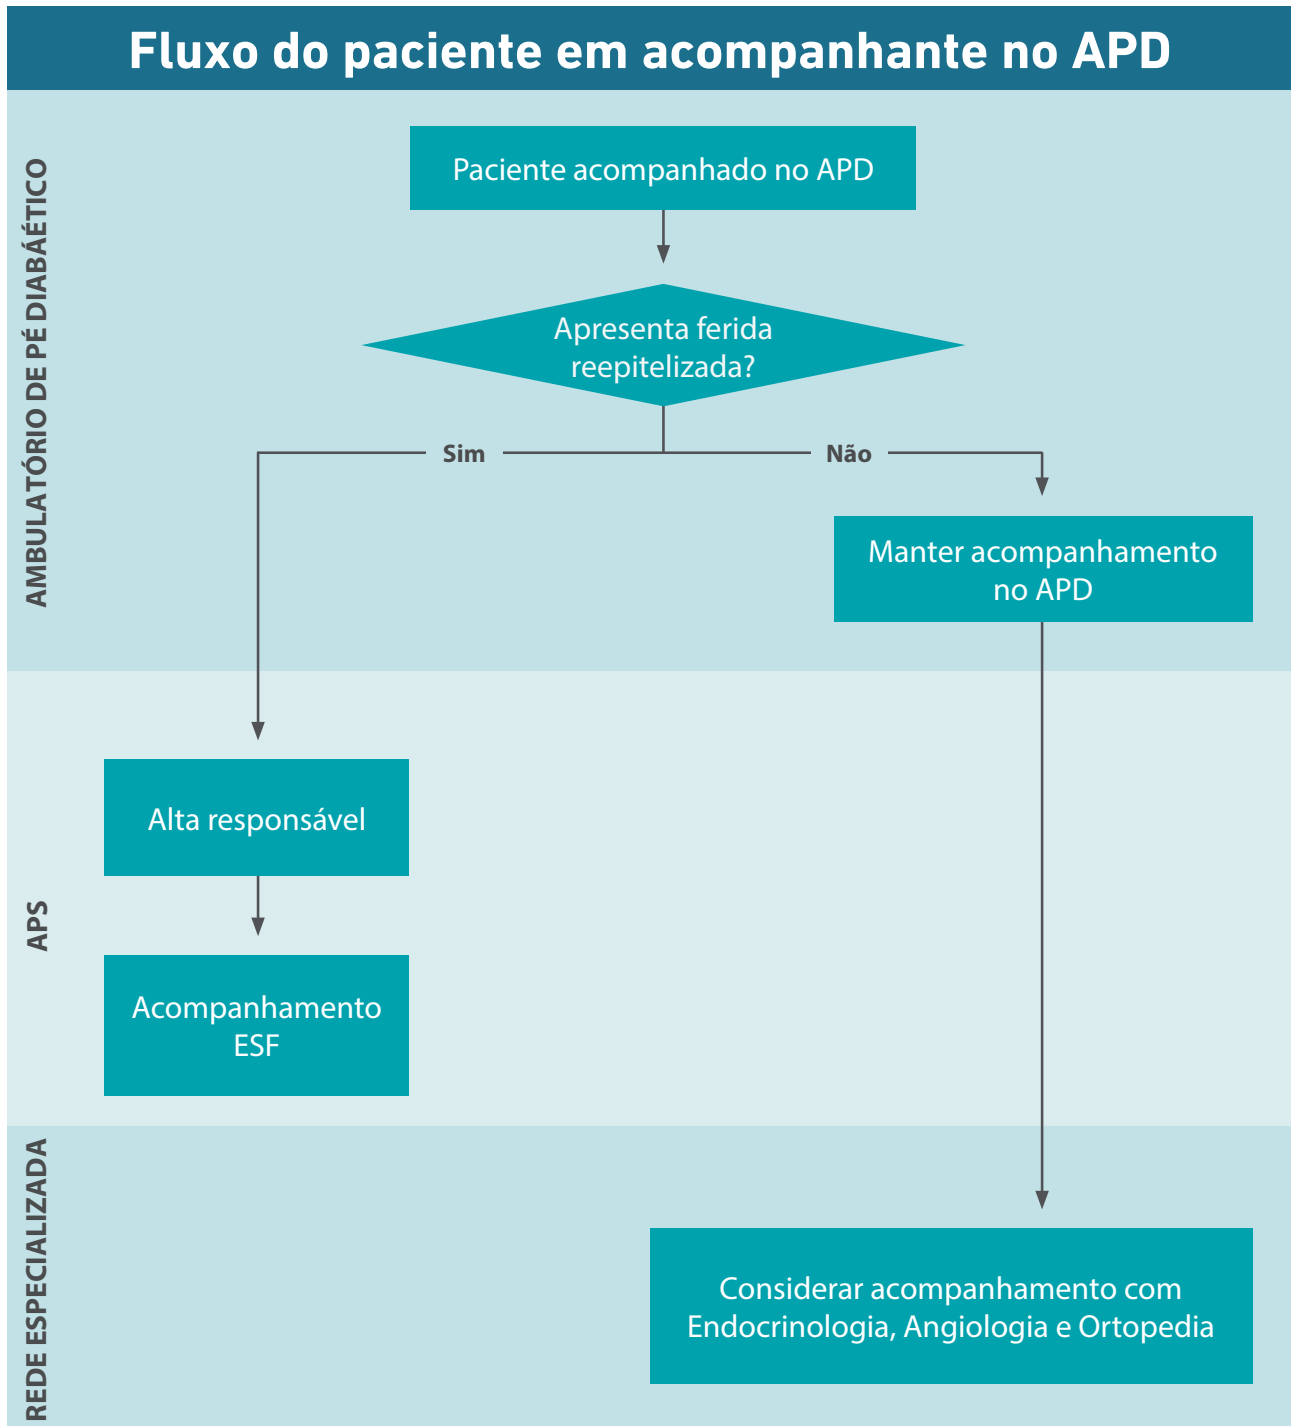 Fluxo do paciente em acompanhante no APD
AMBULATÓRIO DE PÉ DIABÁÉTICO
Paciente acompanhado no APD
Apresenta ferida
reepitelizada?
Sim
Não
Manter acompanhamento
no APD
APS
Alta responsável
Acompanhamento
ESF
REDE ESPECIALIZADA
Considerar acompanhamento com
Endocrinologia, Angiologia e Ortopedia